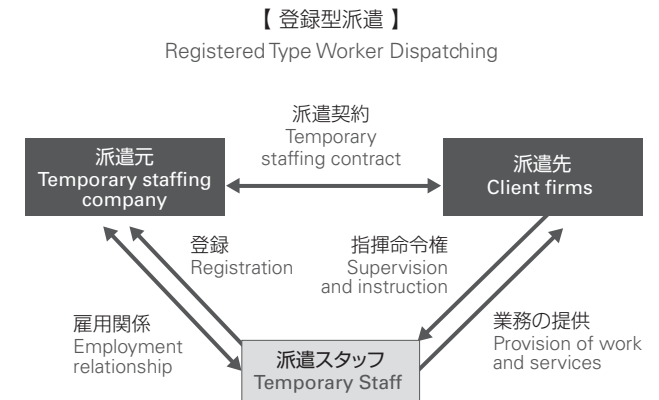 【 登録型派遣 】
Registered Type Worker Dispatching
派遣契約
Temporary
staffing contract
派遣元
Temporary staffing
company
派遣先
Client firms
登録
Registration
指揮命令権
Supervision
and instruction
雇用関係
Employment
relationship
業務の提供
Provision of work
and services
派遣スタッフ
Temporary Staff